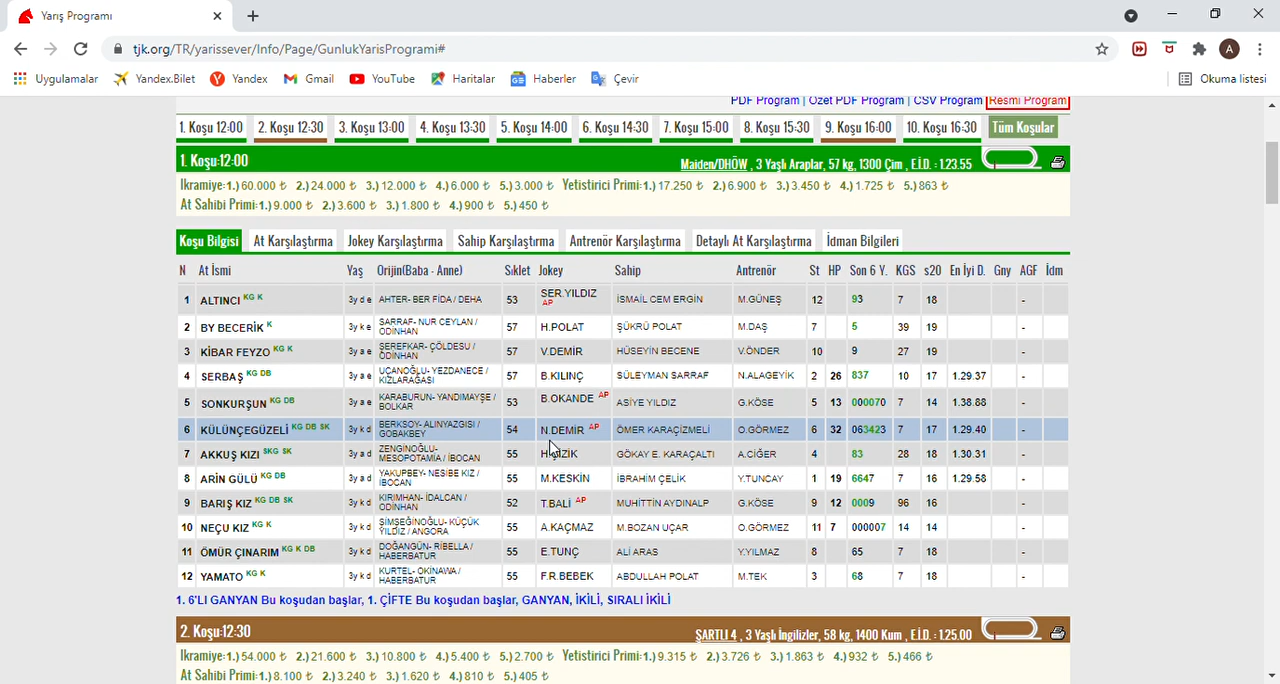 Yarış Programı
tjk.org/TR/yarissever/Info/Page/GunlukYarisProgrami#
A
Uygulamalar Yandex.Bilet Yandex Gmail YouTube Haritalar Haberler Çevir Okuma listesi
PDF Program | Özet PDF Program | CSV Program Resmi Program
1. Koşu 12:00 2. Koşu 12:30 3. Koşu 13:00 4. Koşu 13:30 5. Koşu 14:00 6. Koşu 14:30 7. Koşu 15:00 8. Koşu 15:30 9. Koşu 16:00 10. Koşu 16:30 Tüm Koşular
1. Koşu:12:00 Maiden/DHÖW , 3 Yaşlı Araplar, 57 kg, 1300 Çim , E.İ.D. : 1.23.55
Ikramiye:1.) 60.000 ₺ 2.) 24.000 ₺ 3.) 12.000 ₺ 4.) 6.000 ₺ 5.) 3.000 ₺ Yetistirici Primi:1.) 17.250 ₺ 2.) 6.900 ₺ 3.) 3.450 ₺ 4.) 1.725 ₺ 5.) 863 ₺
At Sahibi Primi:1.) 9.000 ₺ 2.) 3.600 ₺ 3.) 1.800 ₺ 4.) 900 ₺ 5.) 450 ₺
Koşu Bilgisi At Karşılaştırma Jokey Karşılaştırma Sahip Karşılaştırma Antrenör Karşılaştırma Detaylı At Karşılaştırma İdman Bilgileri
N At İsmi Yaş Orijin(Baba - Anne) Sıklet Jokey Sahip Antrenör St HP Son 6 Y. KGS s20 En İyi D. Gny AGF İdm
1 ALTINCI KG K 3y d e AHTER- BER FİDA / DEHA 53 SER.YILDIZ AP İSMAİL CEM ERGİN M.GÜNEŞ 12 93 7 18 -
2 BY BECERİK K 3y k e SARRAF- NUR CEYLAN / ODİNHAN 57 H.POLAT ŞÜKRÜ POLAT M.DAŞ 7 5 39 19 -
3 KİBAR FEYZO KG K 3y a e ŞEREFKAR- ÇÖLDESU / ODİNHAN 57 V.DEMİR HÜSEYİN BECENE V.ÖNDER 10 9 27 19 -
4 SERBAŞ KG DB 3y a e UÇANOĞLU- YEZDANECE / KIZLARAĞASI 57 B.KILINÇ SÜLEYMAN SARRAF N.ALAGEYİK 2 26 837 10 17 1.29.37 -
5 SONKURŞUN KG DB 3y a e KARABURUN- YANDIMAYŞE / BOLKAR 53 B.OKANDE AP ASİYE YILDIZ G.KÖSE 5 13 000070 7 14 1.38.88 -
6 KÜLÜNÇEGÜZELİ KG DB SK 3y k d BERKSOY- ALINYAZGISI / GOBAKBEY 54 N.DEMİR AP ÖMER KARAÇİZMELİ O.GÖRMEZ 6 32 063423 7 17 1.29.40 -
7 AKKUŞ KIZI SKG SK 3y a d ZENGİNOĞLU- MESOPOTAMIA / İBOCAN 55 GÖKAY E. KARAÇALTI A.CİĞER 4 83 28 18 1.30.31 -
8 ARİN GÜLÜ KG DB 3y a d YAKUPBEY- NESİBE KIZ / İBOCAN 55 M.KESKİN İBRAHİM ÇELİK Y.TUNCAY 1 19 6647 7 16 1.29.58 -
9 BARIŞ KIZ KG DB SK 3y k d KIRIMHAN- İDALCAN / ODİNHAN 52 T.BALİ AP MUHİTTİN AYDINALP G.KÖSE 9 12 0009 96 16 -
10 NEÇU KIZ KG K 3y k d ŞİMŞEĞİNOĞLU- KÜÇÜK YILDIZ / ANGORA 55 A.KAÇMAZ M.BOZAN UÇAR O.GÖRMEZ 11 7 000007 14 14 -
11 ÖMÜR ÇINARIM KG K DB 3y k d DOĞANGÜN- RİBELLA / HABERBATUR 55 E.TUNÇ ALİ ARAS Y.YILMAZ 8 65 7 18 -
12 YAMATO KG K 3y k d KURTEL- OKİNAWA / HABERBATUR 55 F.R.BEBEK ABDULLAH POLAT M.TEK 3 68 7 18 -
1. 6'LI GANYAN Bu koşudan başlar, 1. ÇİFTE Bu koşudan başlar, GANYAN, İKİLİ, SIRALI İKİLİ
2. Koşu:12:30 ŞARTLI 4 , 3 Yaşlı İngilizler, 58 kg, 1400 Kum , E.İ.D. : 1.25.00
Ikramiye:1.) 54.000 ₺ 2.) 21.600 ₺ 3.) 10.800 ₺ 4.) 5.400 ₺ 5.) 2.700 ₺ Yetistirici Primi:1.) 9.315 ₺ 2.) 3.726 ₺ 3.) 1.863 ₺ 4.) 932 ₺ 5.) 466 ₺
At Sahibi Primi:1.) 8.100 ₺ 2.) 3.240 ₺ 3.) 1.620 ₺ 4.) 810 ₺ 5.) 405 ₺